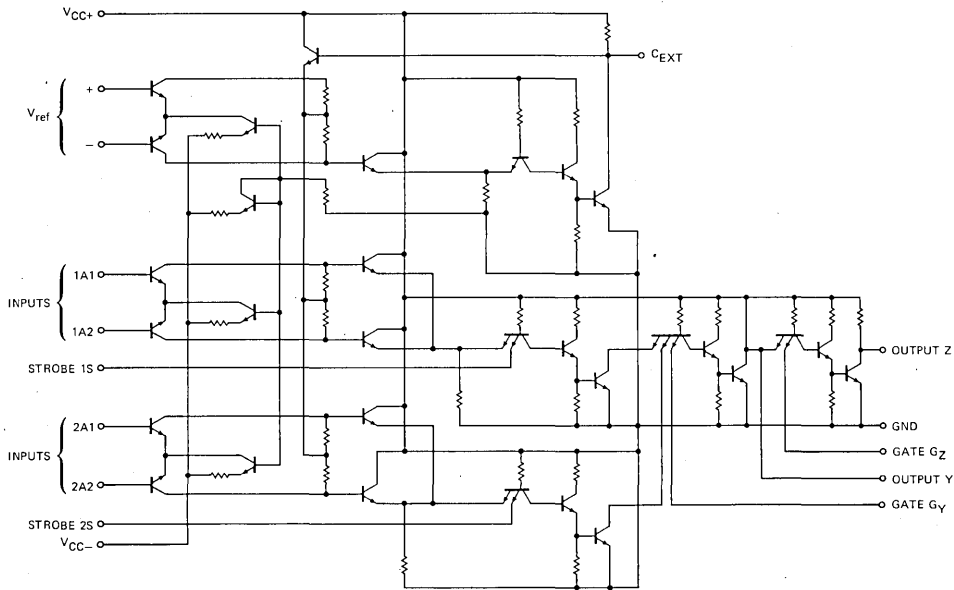 VCC+
CEXT
+
Vref
−
1A1
INPUTS
1A2
OUTPUT Z
STROBE 1S
2A1
GND
INPUTS
GATE GZ
2A2
OUTPUT Y
GATE GY
STROBE 2S
VCC−